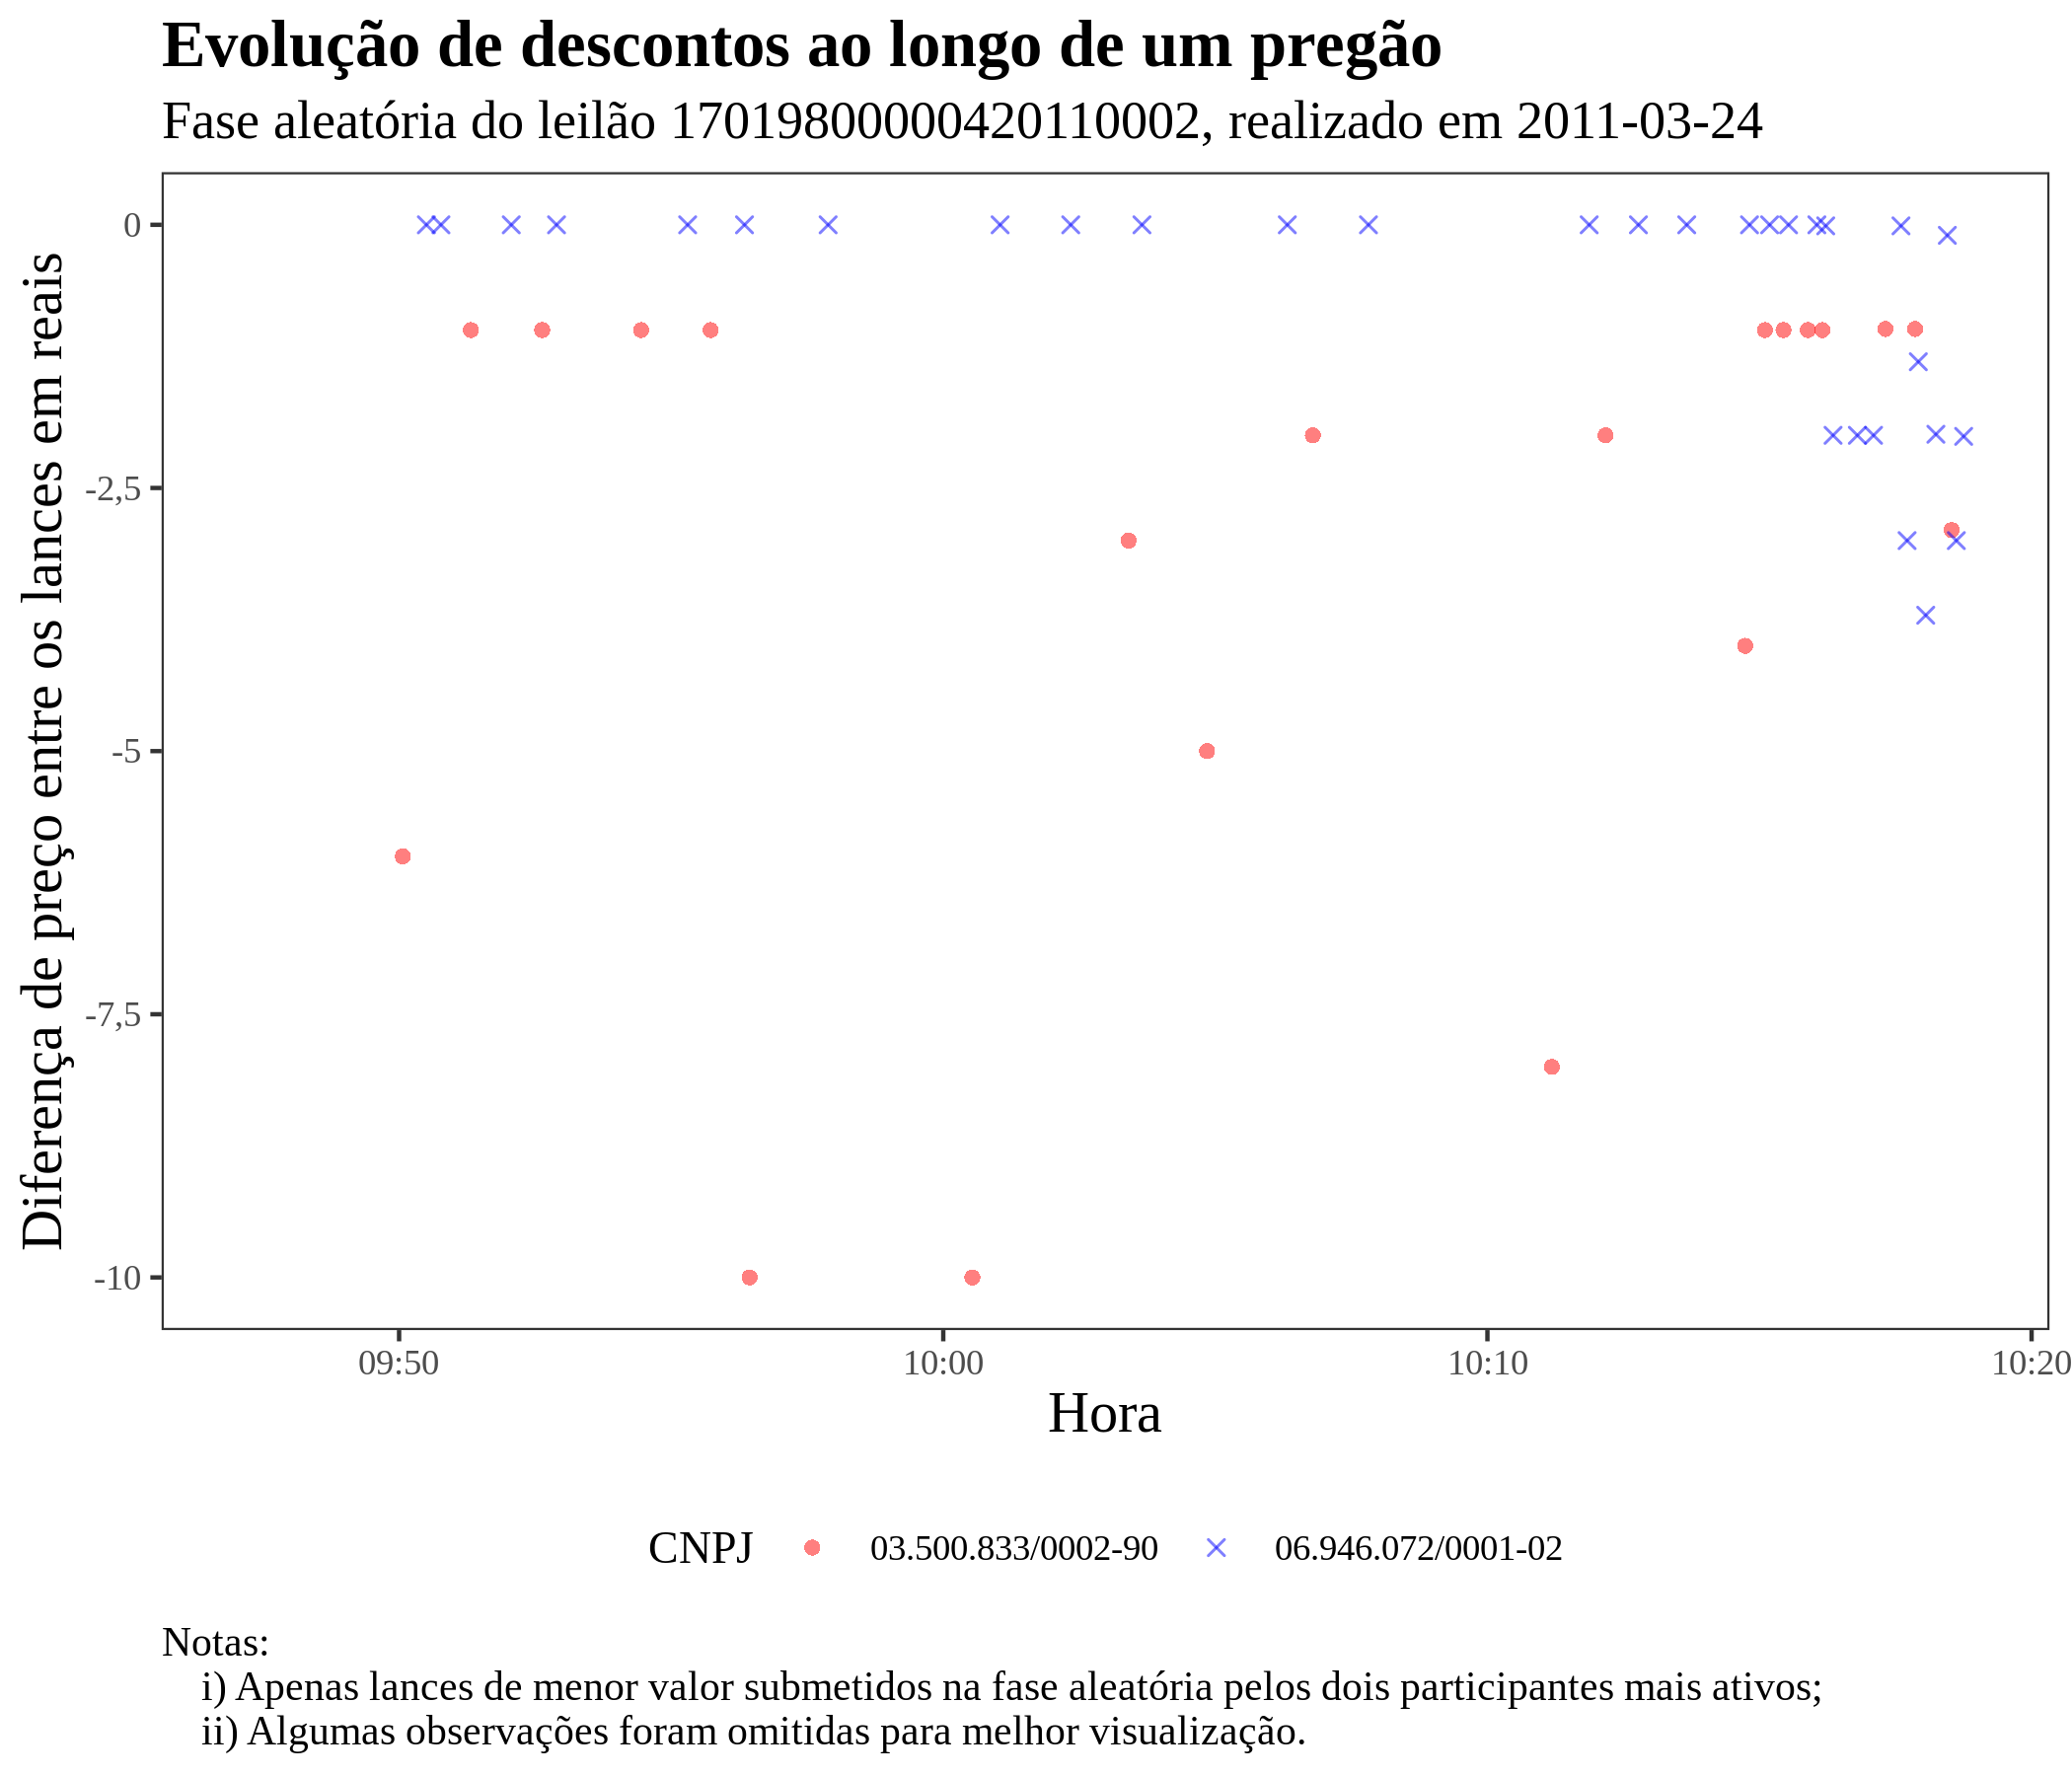 Evolução de descontos ao longo de um pregão
Fase aleatória do leilão 17019800000420110002, realizado em 2011-03-24
Diferença de preço entre os lances em reais
0
-2,5
-5
-7,5
-10
09:50 10:00 10:10 10:20
Hora
CNPJ 03.500.833/0002-90 06.946.072/0001-02
Notas:
i) Apenas lances de menor valor submetidos na fase aleatória pelos dois participantes mais ativos;
ii) Algumas observações foram omitidas para melhor visualização.